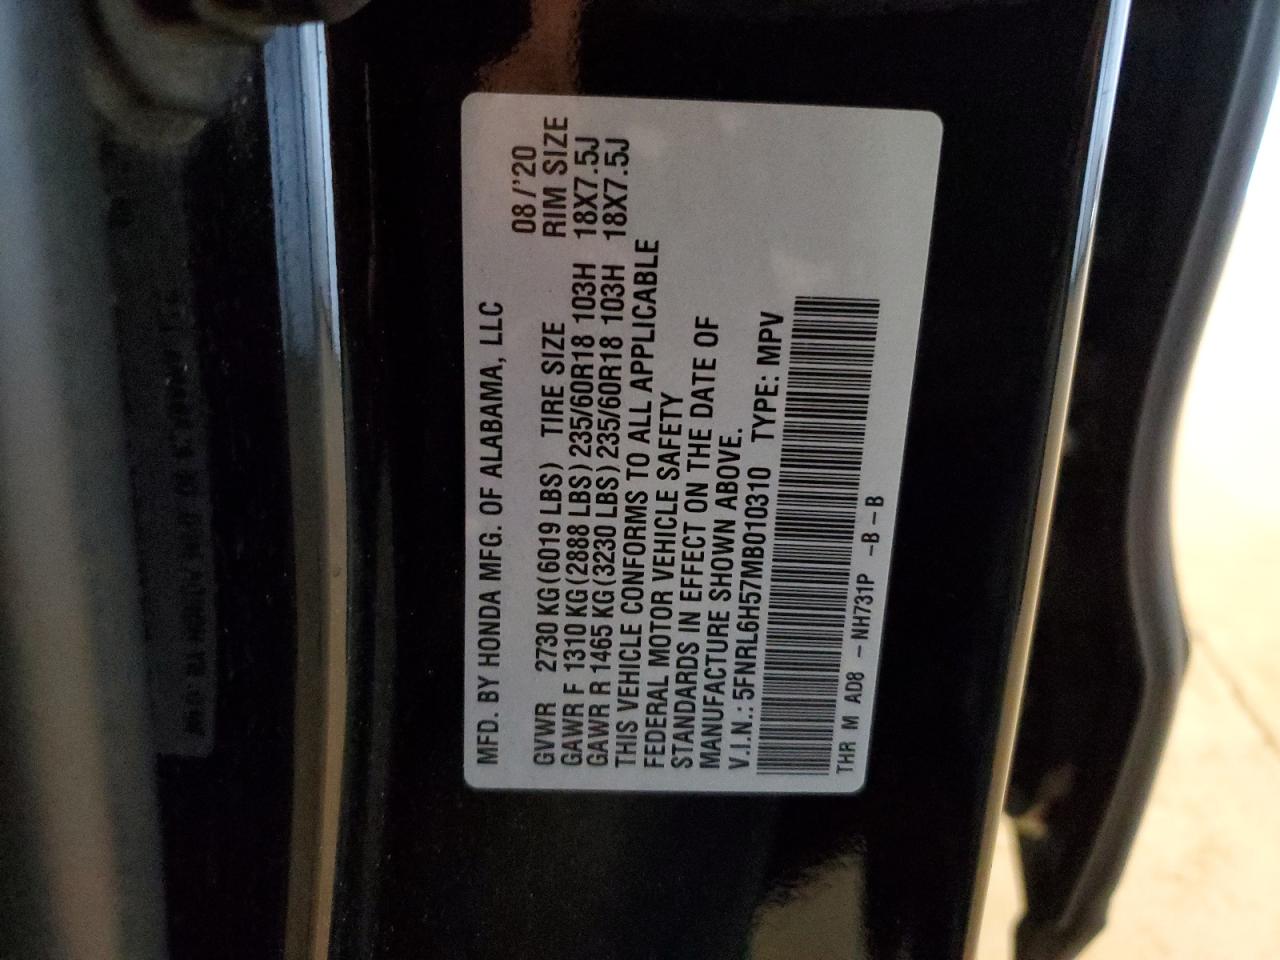 MFD. BY HONDA MFG. OF ALABAMA, LLC
08/'20
GVWR 2730 KG(6019 LBS) TIRE SIZE RIM SIZE
GAWR F 1310 KG(2888 LBS)235/60R18 103H 18X7.5J
GAWR R 1465 KG(3230 LBS)235/60R18 103H 18X7.5J
THIS VEHICLE CONFORMS TO ALL APPLICABLE
FEDERAL MOTOR VEHICLE SAFETY
STANDARDS IN EFFECT ON THE DATE OF
MANUFACTURE SHOWN ABOVE.
V.I.N.: 5FNRL6H57MB010310 TYPE: MPV
THR M AD8 -NH731P -B-B